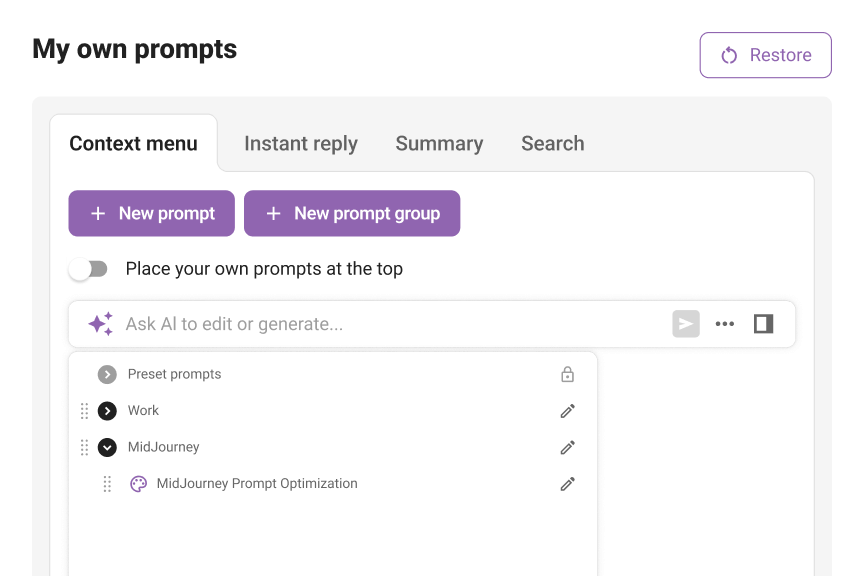 My own prompts
Restore
Context menu
Instant reply
Summary
Search
+ New prompt
+ New prompt group
Place your own prompts at the top
Ask AI to edit or generate...
Preset prompts
Work
MidJourney
MidJourney Prompt Optimization